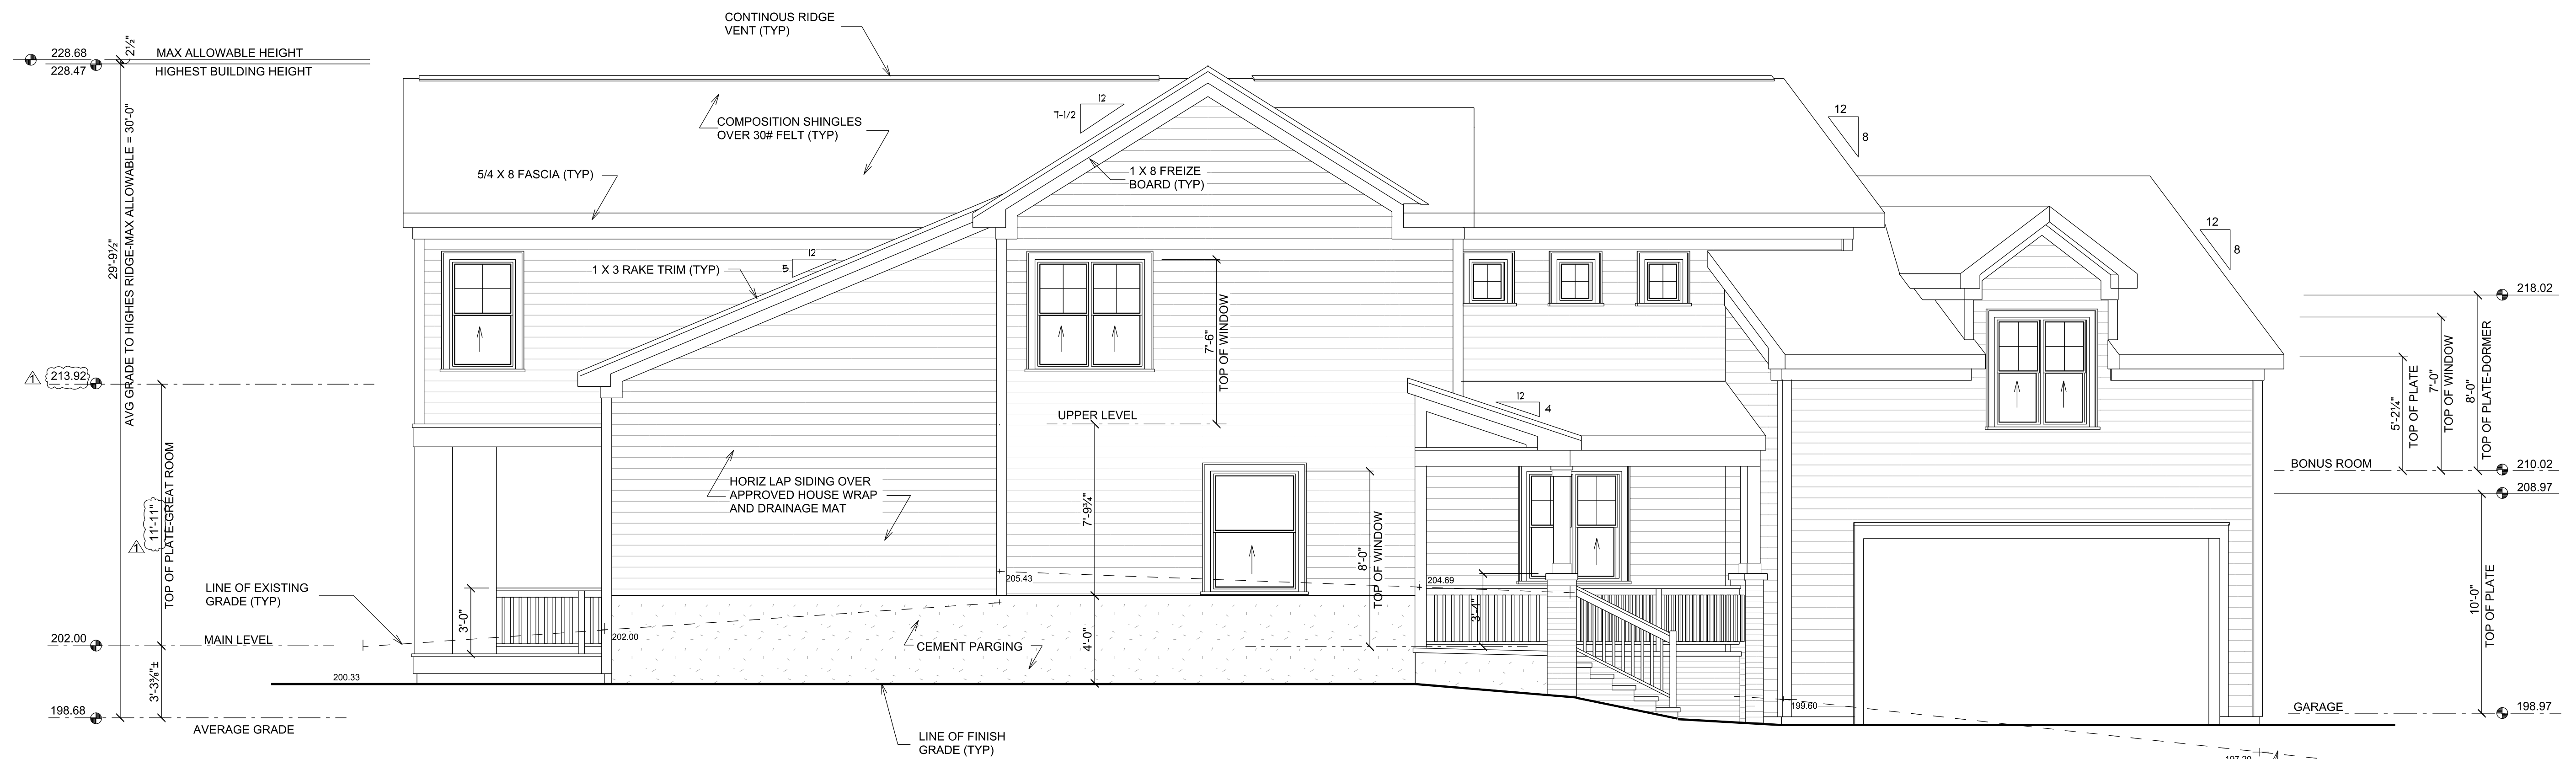 CONTINOUS RIDGE
VENT (TYP)
228.68
MAX ALLOWABLE HEIGHT
2½"
228.47
HIGHEST BUILDING HEIGHT
29'-9½"
AVG GRADE TO HIGHES RIDGE-MAX ALLOWABLE = 30'-0"
COMPOSITION SHINGLES
OVER 30# FELT (TYP)
12
7-1/2
12
8
5/4 X 8 FASCIA (TYP)
1 X 8 FREIZE
BOARD (TYP)
12
8
12
5
1 X 3 RAKE TRIM (TYP)
7'-6"
TOP OF WINDOW
218.02
1
213.92
5'-2¼"
TOP OF PLATE
7'-0"
TOP OF WINDOW
8'-0"
TOP OF PLATE-DORMER
12
4
UPPER LEVEL
BONUS ROOM
210.02
208.97
HORIZ LAP SIDING OVER
APPROVED HOUSE WRAP
AND DRAINAGE MAT
7'-9¾"
8'-0"
TOP OF WINDOW
1
11'-11"
TOP OF PLATE-GREAT ROOM
205.43
204.69
LINE OF EXISTING
GRADE (TYP)
3'-0"
202.00
3'-4"
10'-0"
TOP OF PLATE
202.00
MAIN LEVEL
CEMENT PARGING
4'-0"
3'-3⅞"±
200.33
199.60
198.68
AVERAGE GRADE
GARAGE
198.97
LINE OF FINISH
GRADE (TYP)